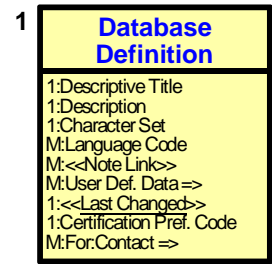 1
Database
Definition
1:Descriptive Title
1:Description
1:Character Set
M:Language Code
M:<<Note Link>>
M:User Def. Data=>
1:<<Last Changed>>
1:Certification Pref. Code
M:For:Contact =>